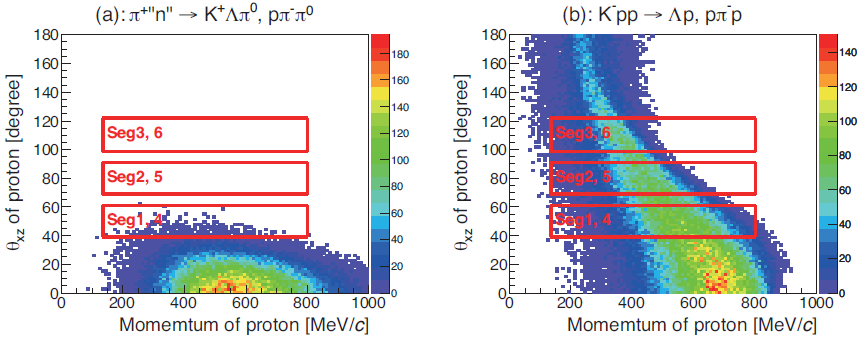 (a): π⁺"n" → K⁺Λπ⁰, pπ⁻π⁰
180
160
140
120
100
80
60
40
20
0
θxz of proton [degree]
Seg3, 6
Seg2, 5
Seg1, 4
0 200 400 600 800 1000
Momemtum of proton [MeV/c]
180
160
140
120
100
80
60
40
20
0
(b): K⁻pp → Λp, pπ⁻p
180
160
140
120
100
80
60
40
20
0
θxz of proton [degree]
Seg3, 6
Seg2, 5
Seg1, 4
0 200 400 600 800 1000
Momemtum of proton [MeV/c]
140
120
100
80
60
40
20
0